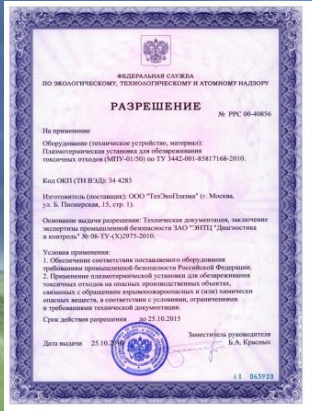 ФЕДЕРАЛЬНАЯ СЛУЖБА
ПО ЭКОЛОГИЧЕСКОМУ, ТЕХНОЛОГИЧЕСКОМУ И АТОМНОМУ НАДЗОРУ
РАЗРЕШЕНИЕ
№ РРС 00-40856
На применение
Оборудование (техническое устройство, материал):
Плазмотермическая установка для обезвреживания
токсичных отходов (МПУ-01/50) по ТУ 3442-001-85817168-2010.
Код ОКП (ТН ВЭД): 34 4283
Изготовитель (поставщик): ООО "ТехЭкоПлазма" (г. Москва,
ул. Б. Пионерская, 15, стр. 1).
Основание выдачи разрешения: Техническая документация, заключение
экспертизы промышленной безопасности ЗАО "ЭНТЦ "Диагностика
и контроль" № 08-ТУ-(Х)2975-2010.
Условия применения:
1. Обеспечение соответствия поставляемого оборудования
требованиям промышленной безопасности Российской Федерации.
2. Применение плазмотермической установки для обезвреживания
токсичных отходов на опасных производственных объектах,
связанных с обращением взрывопожароопасных и (или) химически
опасных веществ, в соответствии с условиями, ограничениями
и требованиями технической документации.
Срок действия разрешения до 25.10.2015
Заместитель руководителя
Дата выдачи 25.10.2010 Б.А. Красных
АВ 063920